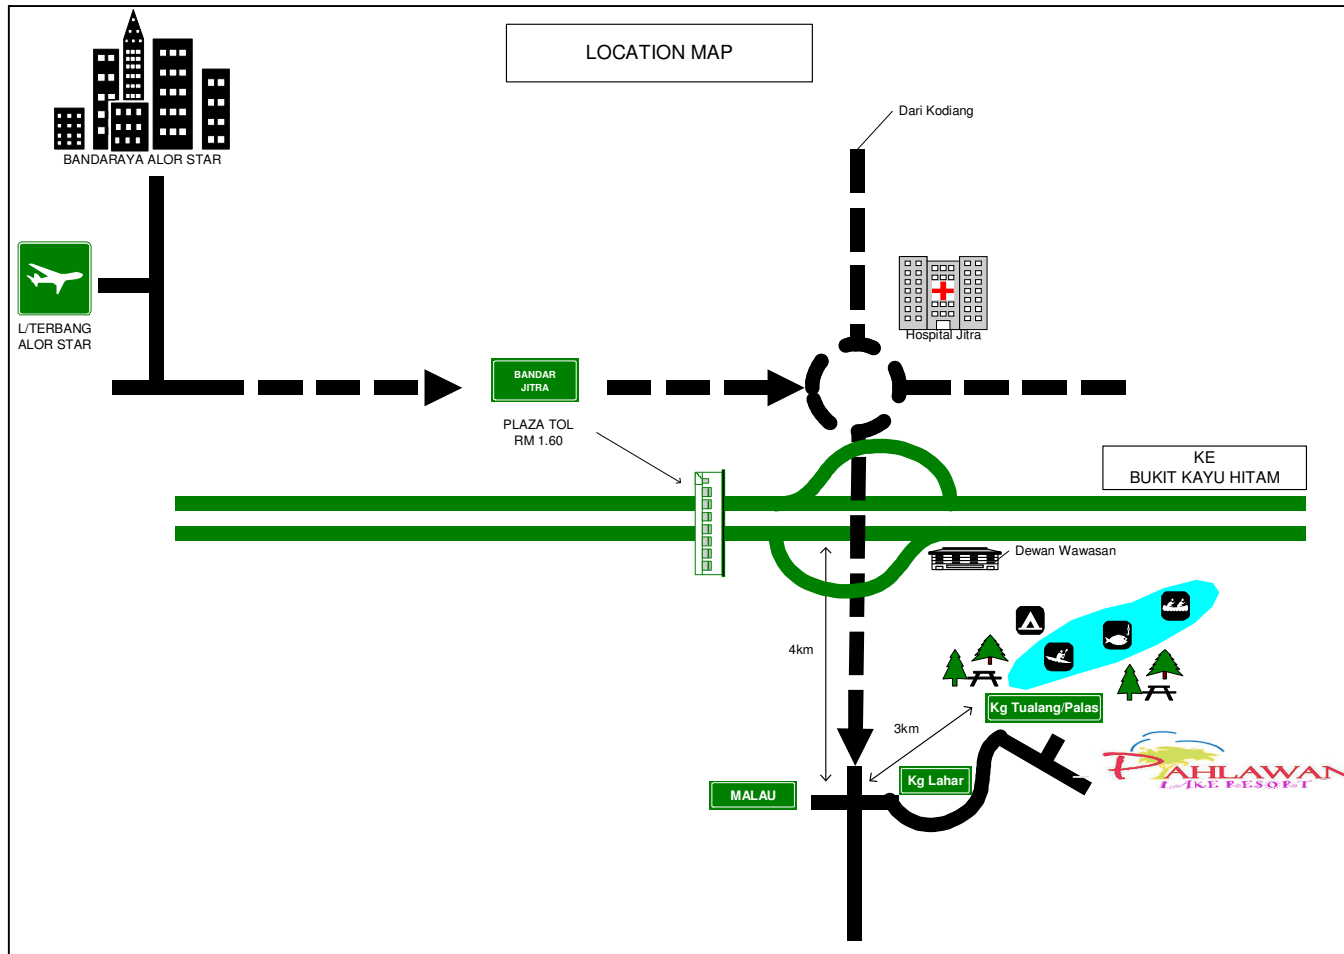 LOCATION MAP
Dari Kodiang
BANDARAYA ALOR STAR
L/TERBANG
ALOR STAR
Hospital Jitra
BANDAR
JITRA
PLAZA TOL
RM 1.60
KE
BUKIT KAYU HITAM
Dewan Wawasan
4km
Kg Tualang/Palas
3km
PAHLAWAN
LAKE RESORT
Kg Lahar
MALAU